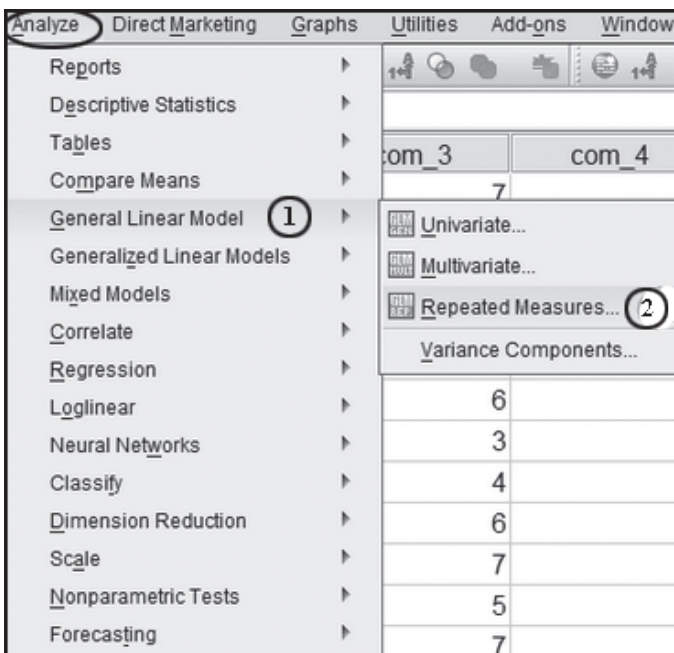 Analyze Direct Marketing Graphs Utilities Add-ons Window
Reports
Descriptive Statistics
Tables
com_3 com_4
Compare Means
7
General Linear Model 1
Univariate...
Generalized Linear Models
Multivariate...
Mixed Models
Repeated Measures... 2
Correlate
Variance Components...
Regression
Loglinear
6
Neural Networks
3
Classify
4
Dimension Reduction
6
Scale
7
Nonparametric Tests
5
Forecasting
7